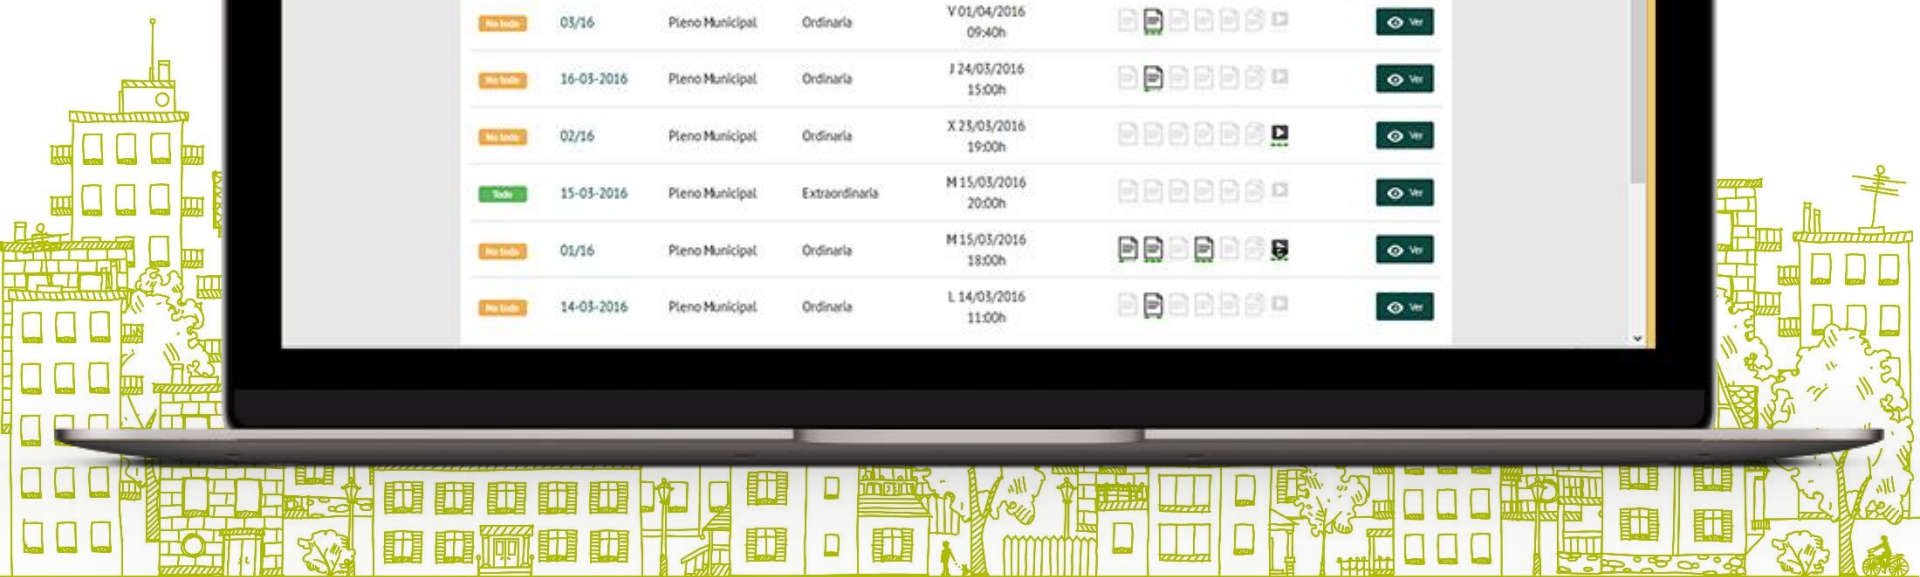 No todo 03/16 Pleno Municipal Ordinaria V 01/04/2016 Ver
09:40h
No todo 16-03-2016 Pleno Municipal Ordinaria J 24/03/2016 Ver
15:00h
No todo 02/16 Pleno Municipal Ordinaria X 23/03/2016 Ver
19:00h
Todo 15-03-2016 Pleno Municipal Extraordinaria M 15/03/2016 Ver
20:00h
No todo 01/16 Pleno Municipal Ordinaria M 15/03/2016 Ver
18:00h
No todo 14-03-2016 Pleno Municipal Ordinaria L 14/03/2016 Ver
11:00h